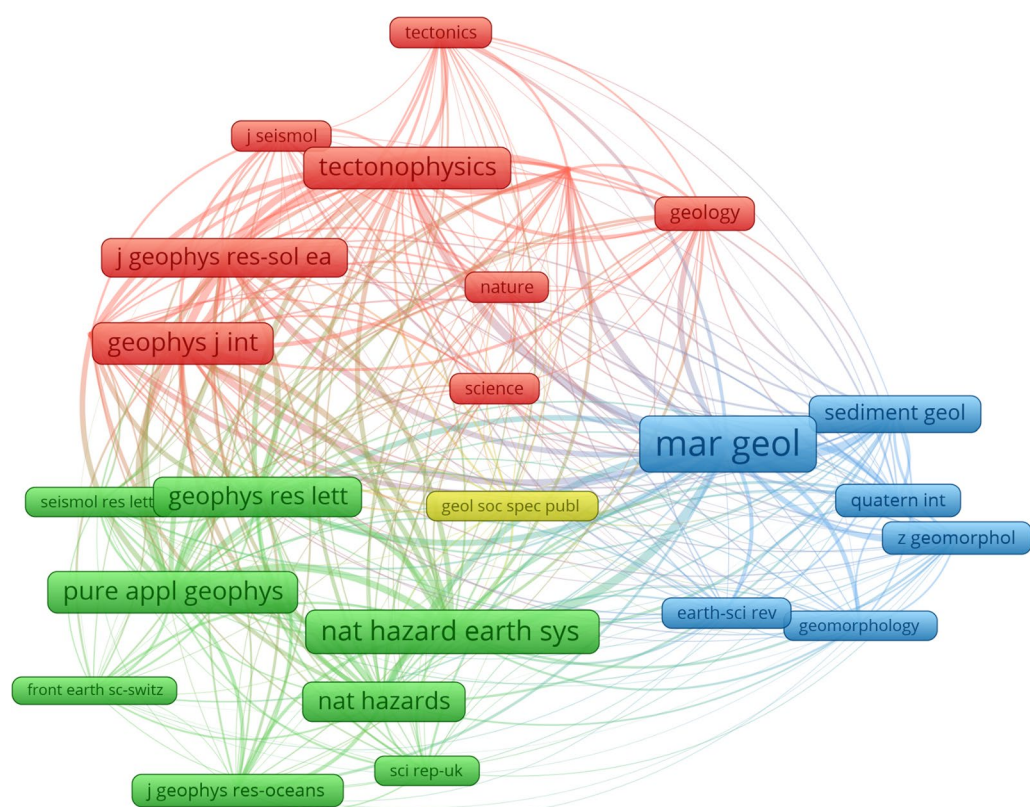 tectonics
j seismol
tectonophysics
geology
j geophys res-sol ea
nature
geophys j int
science
sediment geol
mar geol
seismol res lett
geophys res lett
geol soc spec publ
quatern int
z geomorphol
pure appl geophys
nat hazard earth sys
earth-sci rev
geomorphology
front earth sc-switz
nat hazards
sci rep-uk
j geophys res-oceans